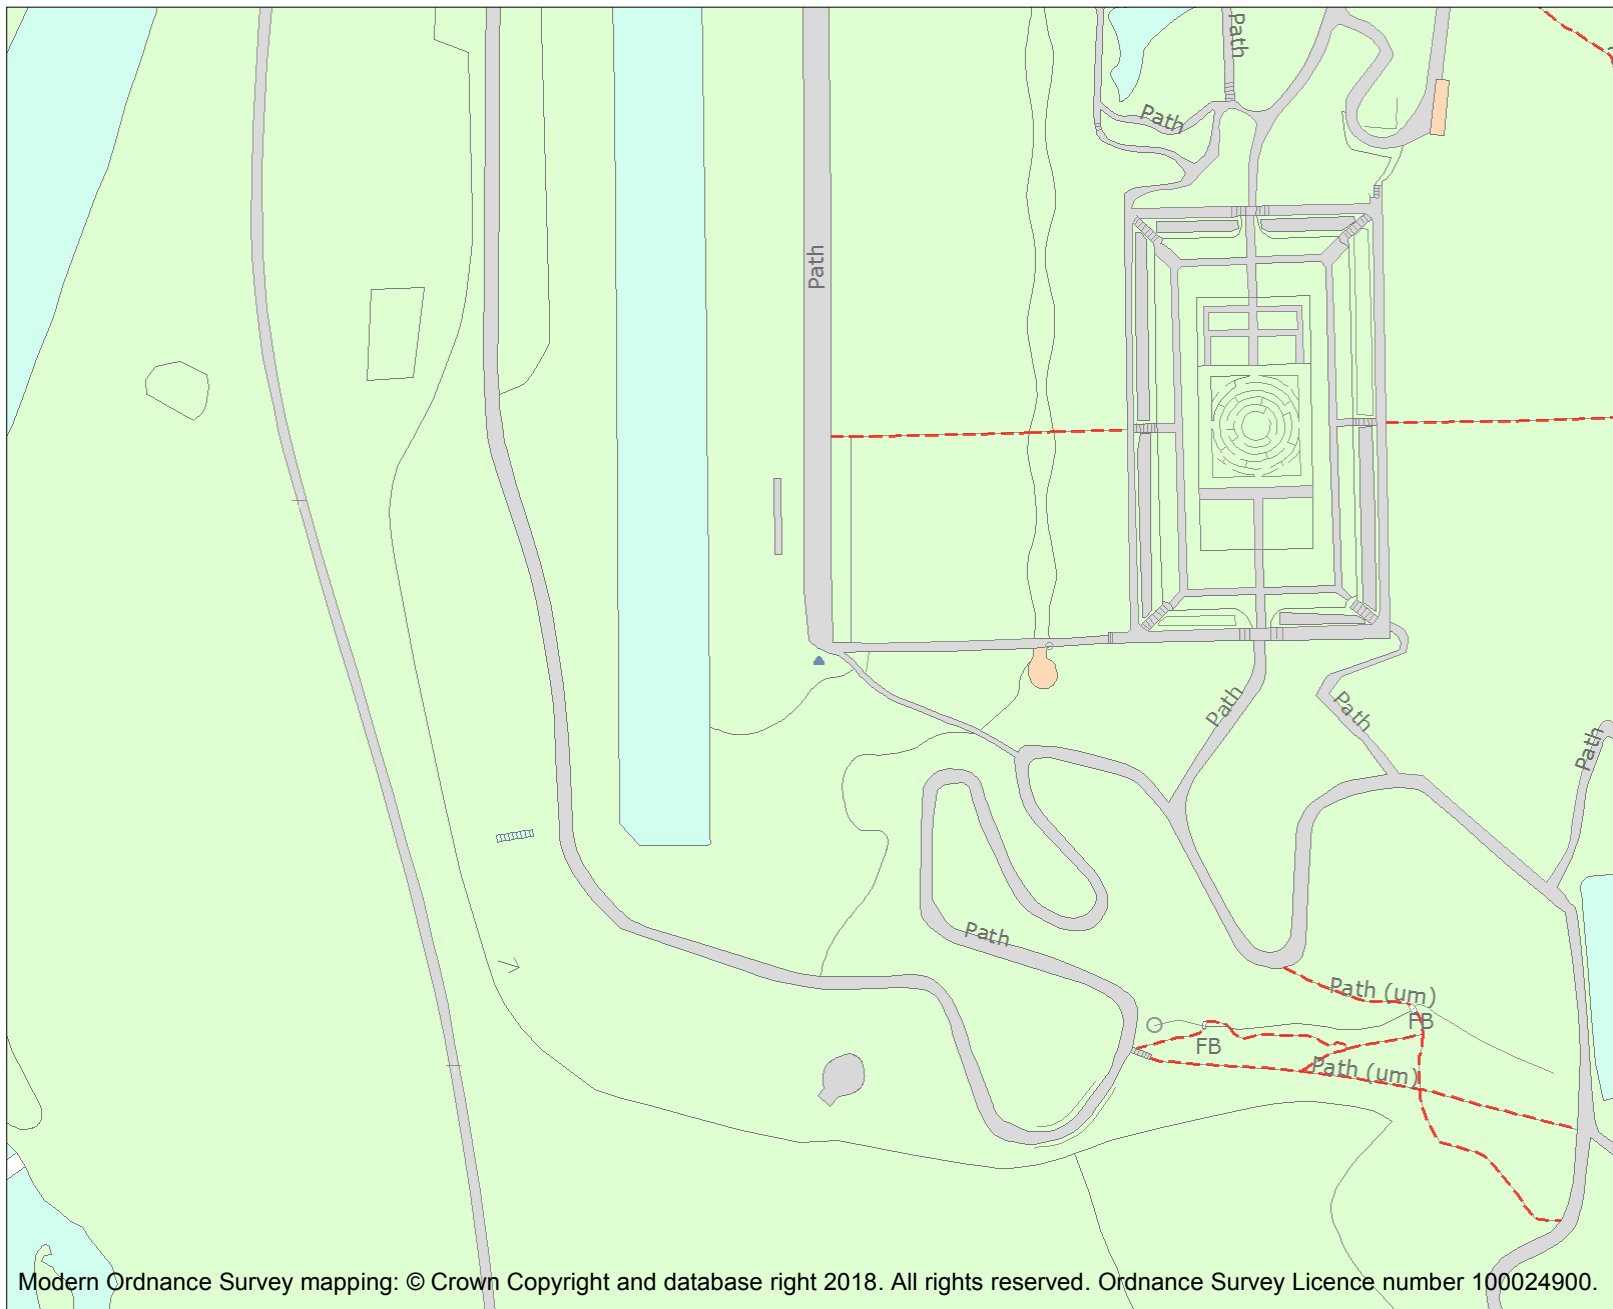 Path
Path
Path
Path
Path
Path
Path
Path (um)
FB
FB
Path (um)
Modern Ordnance Survey mapping: © Crown Copyright and database right 2018. All rights reserved. Ordnance Survey Licence number 100024900.